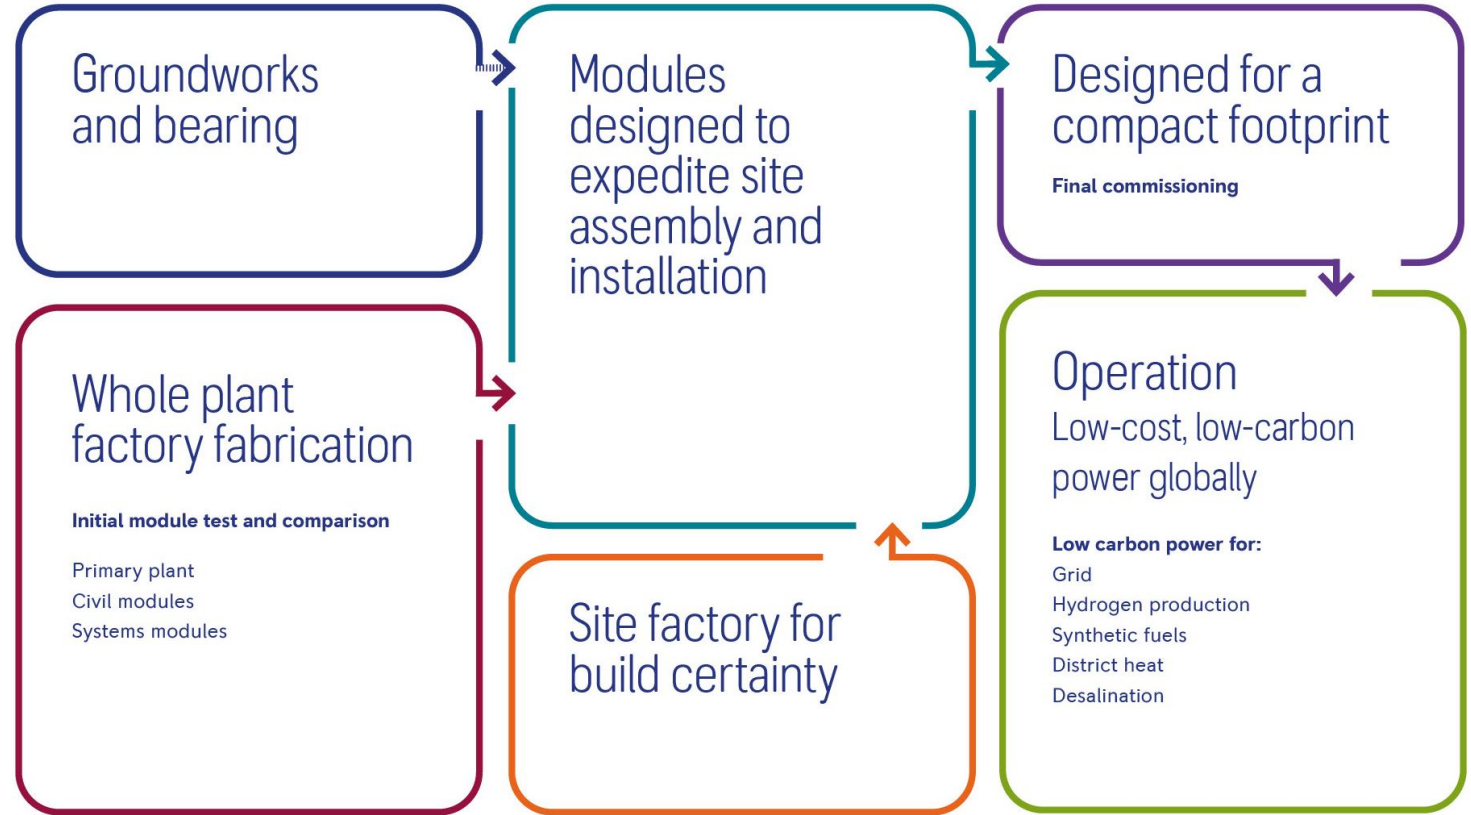 Groundworks
and bearing
Whole plant
factory fabrication
Initial module test and comparison
Primary plant
Civil modules
Systems modules
Modules
designed to
expedite site
assembly and
installation
Site factory for
build certainty
Designed for a
compact footprint
Final commissioning
Operation
Low-cost, low-carbon
power globally
Low carbon power for:
Grid
Hydrogen production
Synthetic fuels
District heat
Desalination